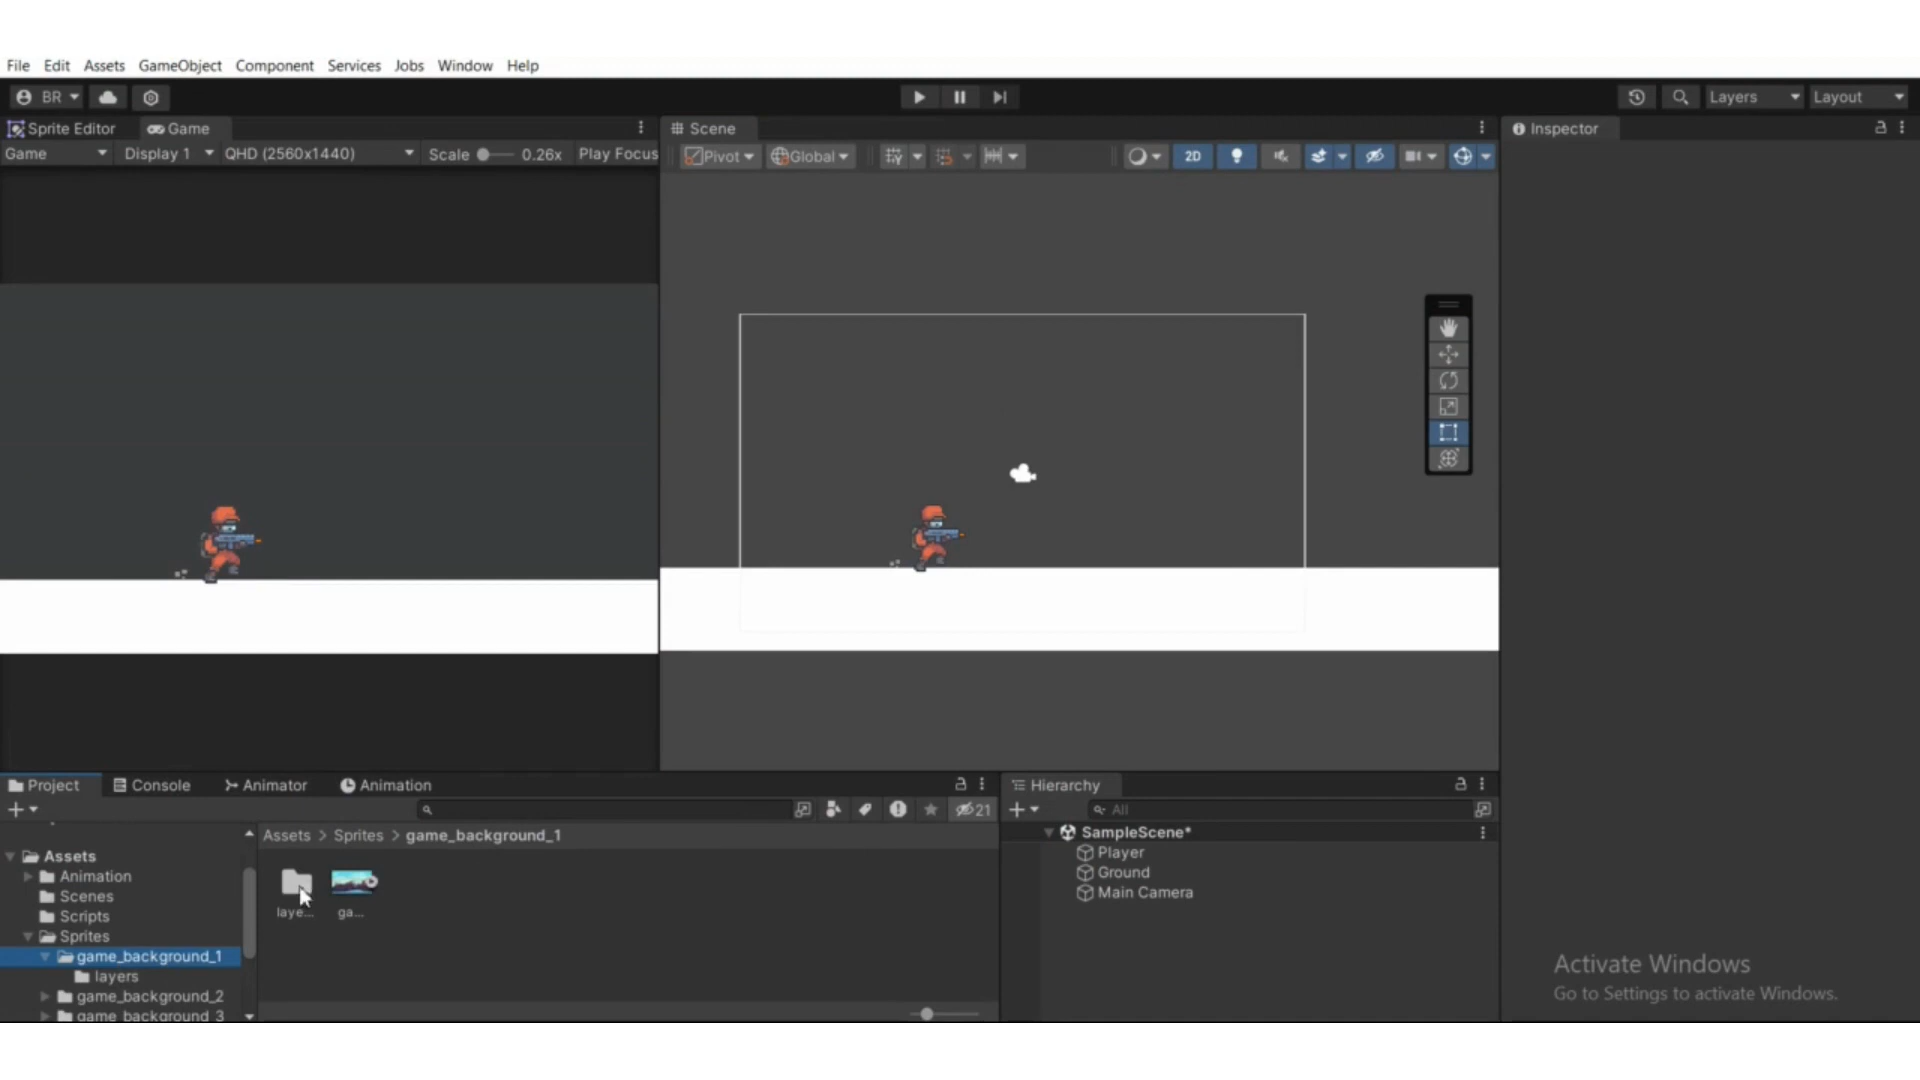 File Edit Assets GameObject Component Services Jobs Window Help
BR Layers Layout
Sprite Editor Game Scene Inspector
Game Display 1 QHD (2560x1440) Scale 0.26x Play Focus Pivot Global 2D
Project Console Animator Animation Hierarchy
21 All
Assets > Sprites > game_background_1 SampleScene*
Assets Player
Animation Ground
Scenes laye... ga... Main Camera
Scripts
Sprites
game_background_1
layers
game_background_2
game_background_3
Activate Windows
Go to Settings to activate Windows.